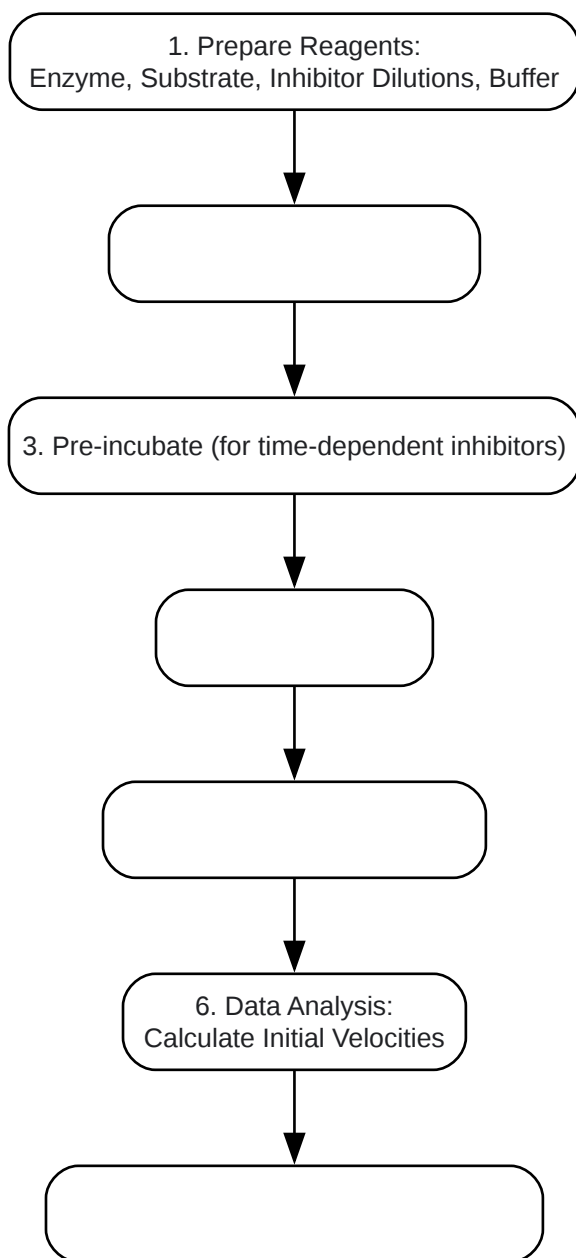 1. Prepare Reagents:
Enzyme, Substrate, Inhibitor Dilutions, Buffer
3. Pre-incubate (for time-dependent inhibitors)
6. Data Analysis:
Calculate Initial Velocities